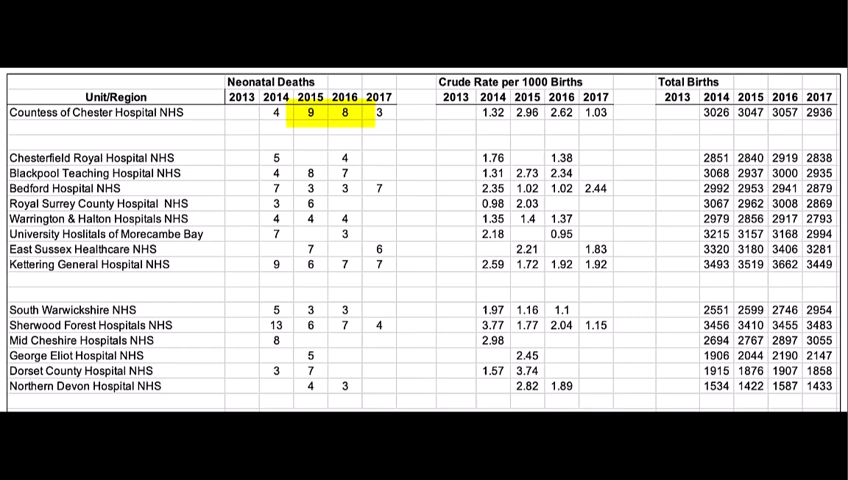 Neonatal Deaths Crude Rate per 1000 Births Total Births
Unit/Region 2013 2014 2015 2016 2017 2013 2014 2015 2016 2017 2013 2014 2015 2016 2017
Countess of Chester Hospital NHS 4 9 8 3 1.32 2.96 2.62 1.03 3026 3047 3057 2936
Chesterfield Royal Hospital NHS 5 4 1.76 1.38 2851 2840 2919 2838
Blackpool Teaching Hospital NHS 4 8 7 1.31 2.73 2.34 3068 2937 3000 2935
Bedford Hospital NHS 7 3 3 7 2.35 1.02 1.02 2.44 2992 2953 2941 2879
Royal Surrey County Hospital NHS 3 6 0.98 2.03 3067 2962 3008 2869
Warrington & Halton Hospitals NHS 4 4 4 1.35 1.4 1.37 2979 2856 2917 2793
University Hoslitals of Morecambe Bay 7 3 2.18 0.95 3215 3157 3168 2994
East Sussex Healthcare NHS 7 6 2.21 1.83 3320 3180 3406 3281
Kettering General Hospital NHS 9 6 7 7 2.59 1.72 1.92 1.92 3493 3519 3662 3449
South Warwickshire NHS 5 3 3 1.97 1.16 1.1 2551 2599 2746 2954
Sherwood Forest Hospitals NHS 13 6 7 4 3.77 1.77 2.04 1.15 3456 3410 3455 3483
Mid Cheshire Hospitals NHS 8 2.98 2694 2767 2897 3055
George Eliot Hospital NHS 5 2.45 1906 2044 2190 2147
Dorset County Hospital NHS 3 7 1.57 3.74 1915 1876 1907 1858
Northern Devon Hospital NHS 4 3 2.82 1.89 1534 1422 1587 1433